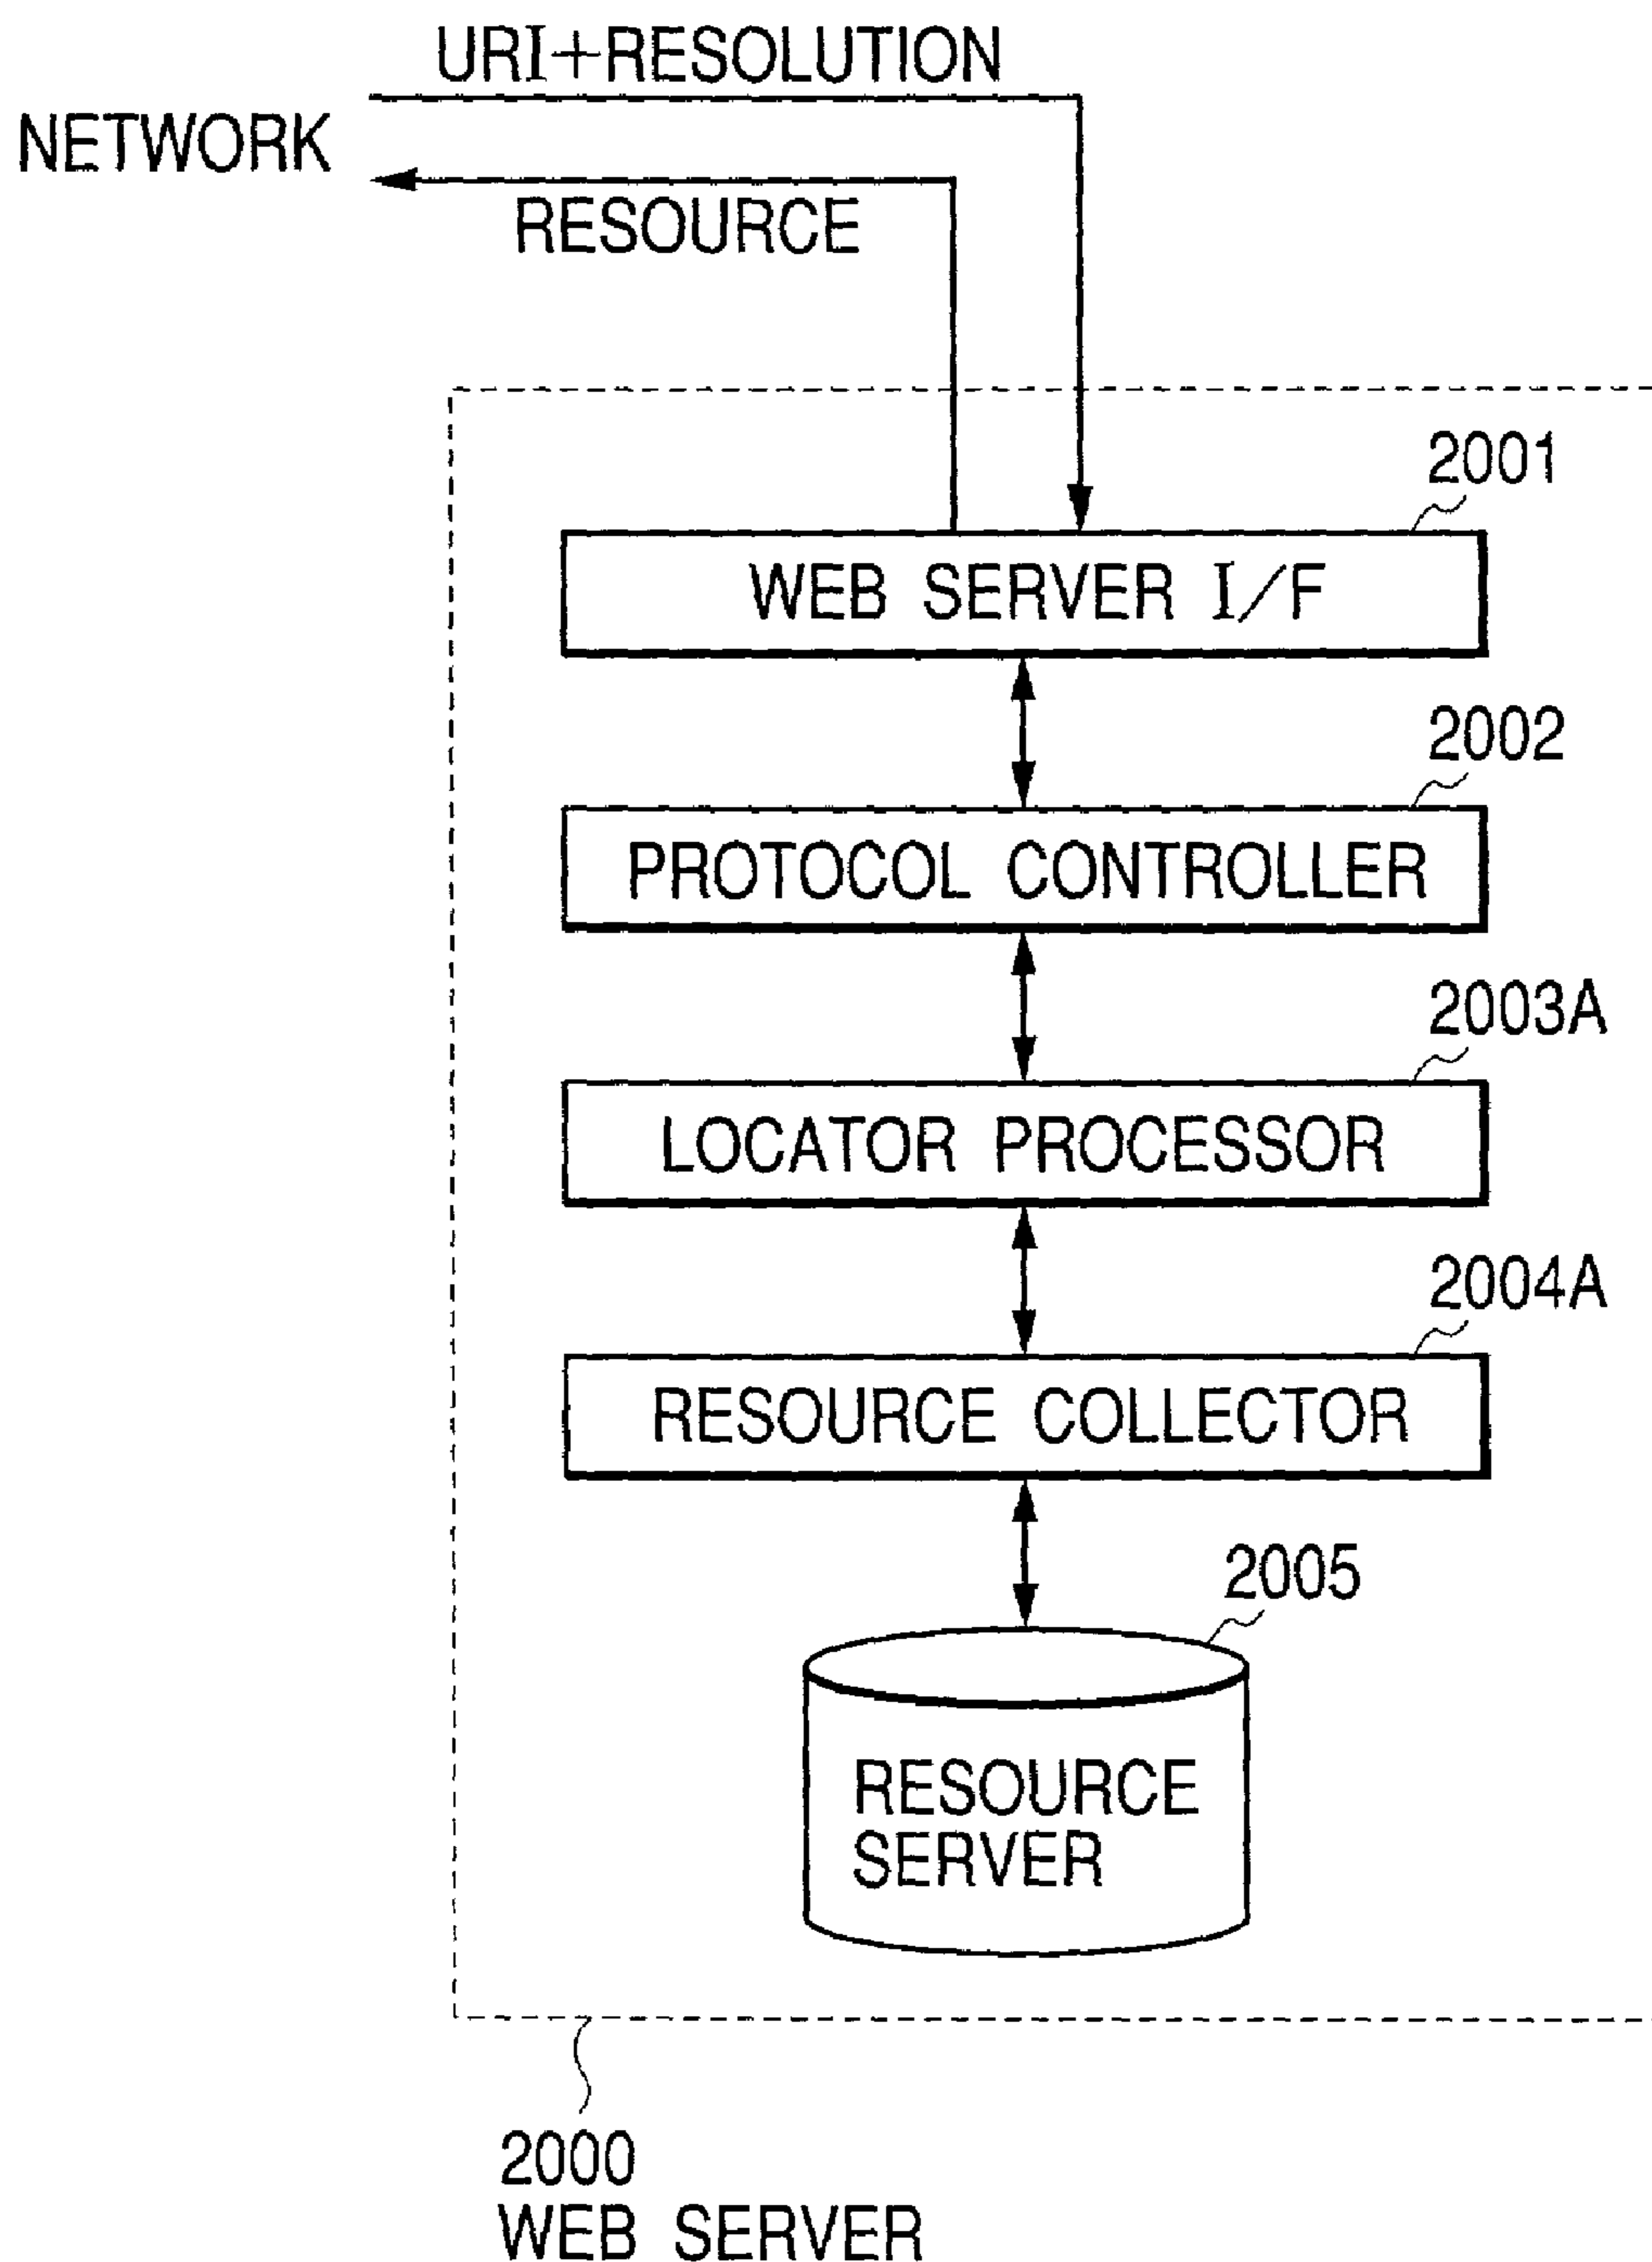 URI+RESOLUTION
NETWORK
RESOURCE
2001
WEB SERVER I/F
2002
PROTOCOL CONTROLLER
2003A
LOCATOR PROCESSOR
2004A
RESOURCE COLLECTOR
2005
RESOURCE
SERVER
2000
WEB SERVER